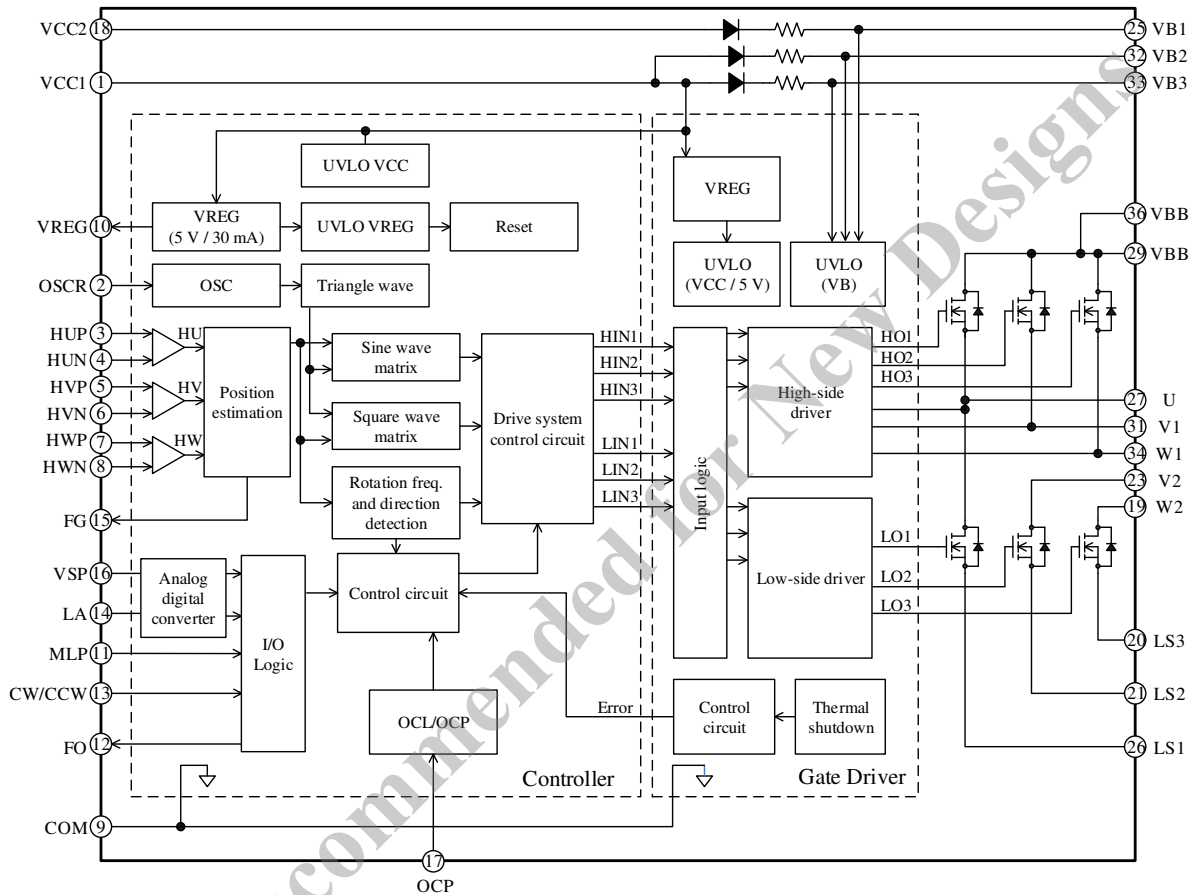 VCC2 18 25 VB1
32 VB2
VCC1 1 33 VB3
UVLO VCC
VREG
36 VBB
VREG 10 VREG
(5 V / 30 mA) UVLO VREG Reset
29 VBB
UVLO
(VCC / 5 V) UVLO
(VB)
OSCR 2 OSC Triangle wave
HUP 3 HU
HUN 4
HVP 5 HV
HVN 6
HWP 7 HW
HWN 8
Position
estimation
Sine wave
matrix
Square wave
matrix
Rotation freq.
and direction
detection
Drive system
control circuit
HIN1
HIN2
HIN3
LIN1
LIN2
LIN3
Input logic
High-side
driver
HO1
HO2
HO3
27 U
31 V1
34 W1
23 V2
19 W2
FG 15
VSP 16
LA 14
Analog
digital
converter
MLP 11
CW/CCW 13
FO 12
I/O
Logic
Control circuit
Low-side driver
LO1
LO2
LO3
20 LS3
21 LS2
26 LS1
OCL/OCP
Error
Control
circuit
Thermal
shutdown
Controller
Gate Driver
COM 9
17
OCP
commended for New Designs